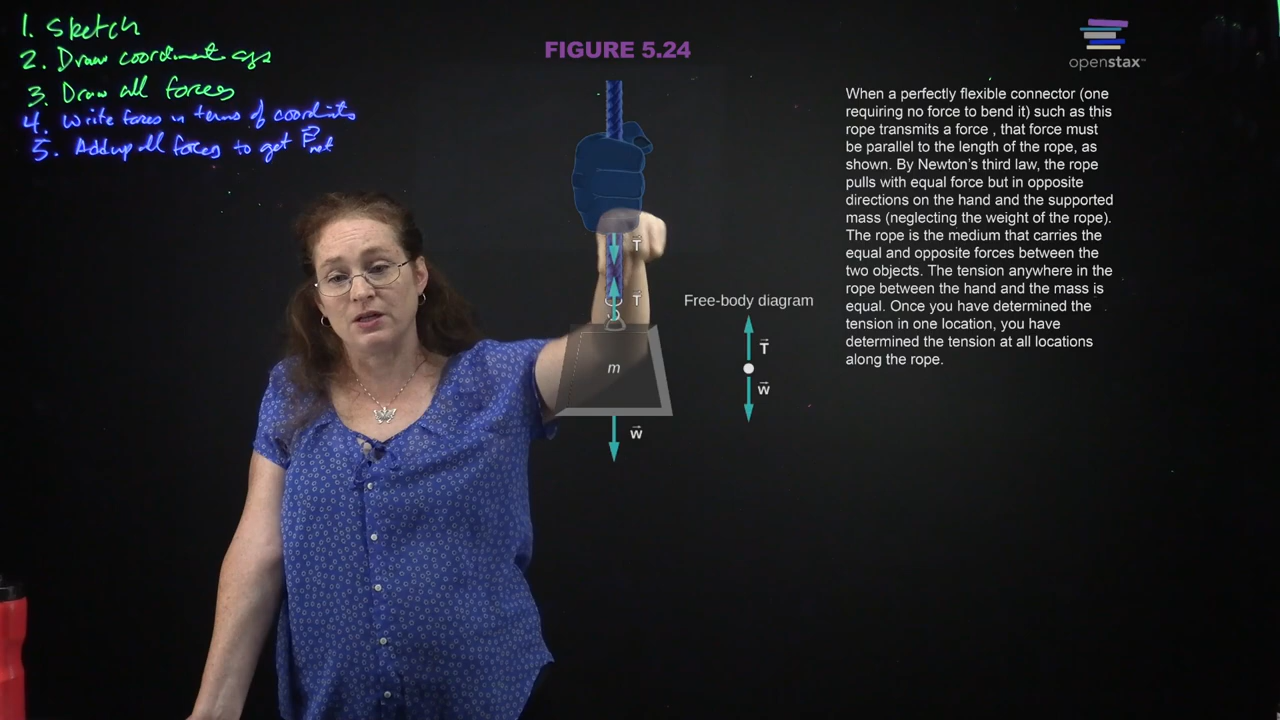 1. Sketch
2. Draw coordinate sys
3. Draw all forces
4. Write forces in terms of coordinates
5. Add up all forces to get F net
FIGURE 5.24
openstax™
When a perfectly flexible connector (one
requiring no force to bend it) such as this
rope transmits a force , that force must
be parallel to the length of the rope, as
shown. By Newton's third law, the rope
pulls with equal force but in opposite
directions on the hand and the supported
mass (neglecting the weight of the rope).
The rope is the medium that carries the
equal and opposite forces between the
two objects. The tension anywhere in the
rope between the hand and the mass is
equal. Once you have determined the
tension in one location, you have
determined the tension at all locations
along the rope.
T
T
m
w
Free-body diagram
T
w